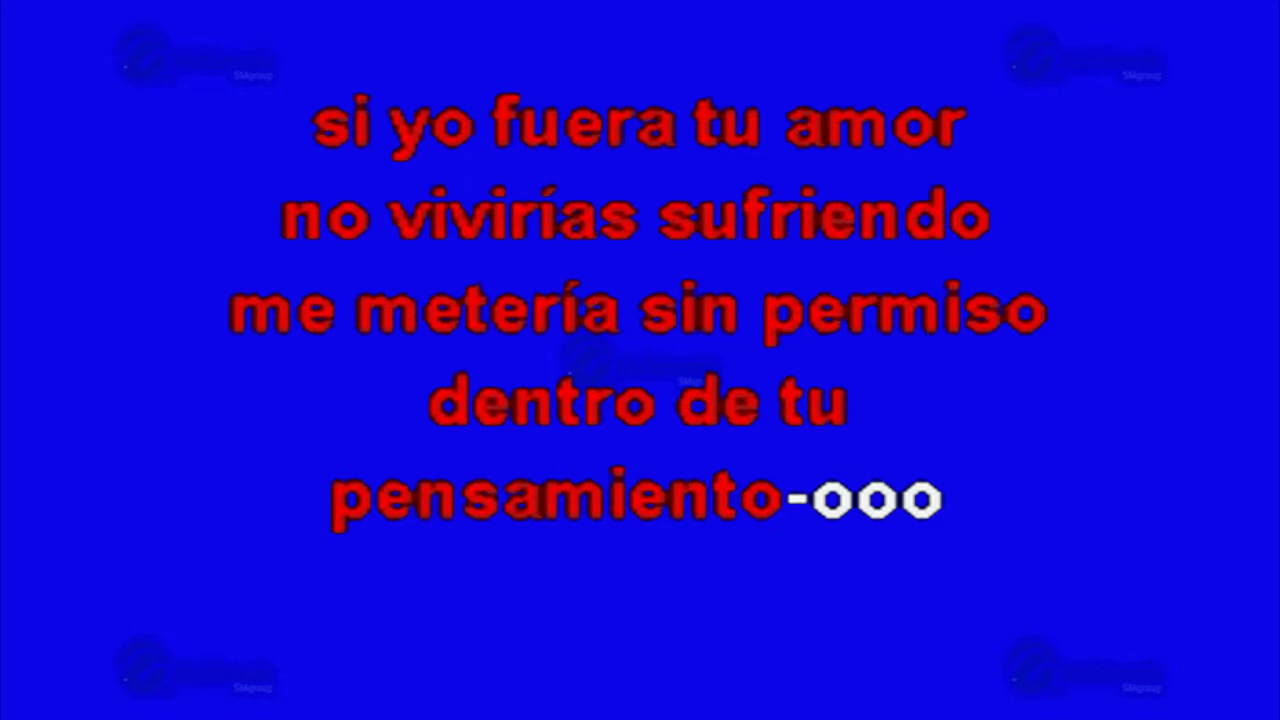 si yo fuera tu amor
no vivirías sufriendo
me metería sin permiso
dentro de tu
pensamiento-ooo